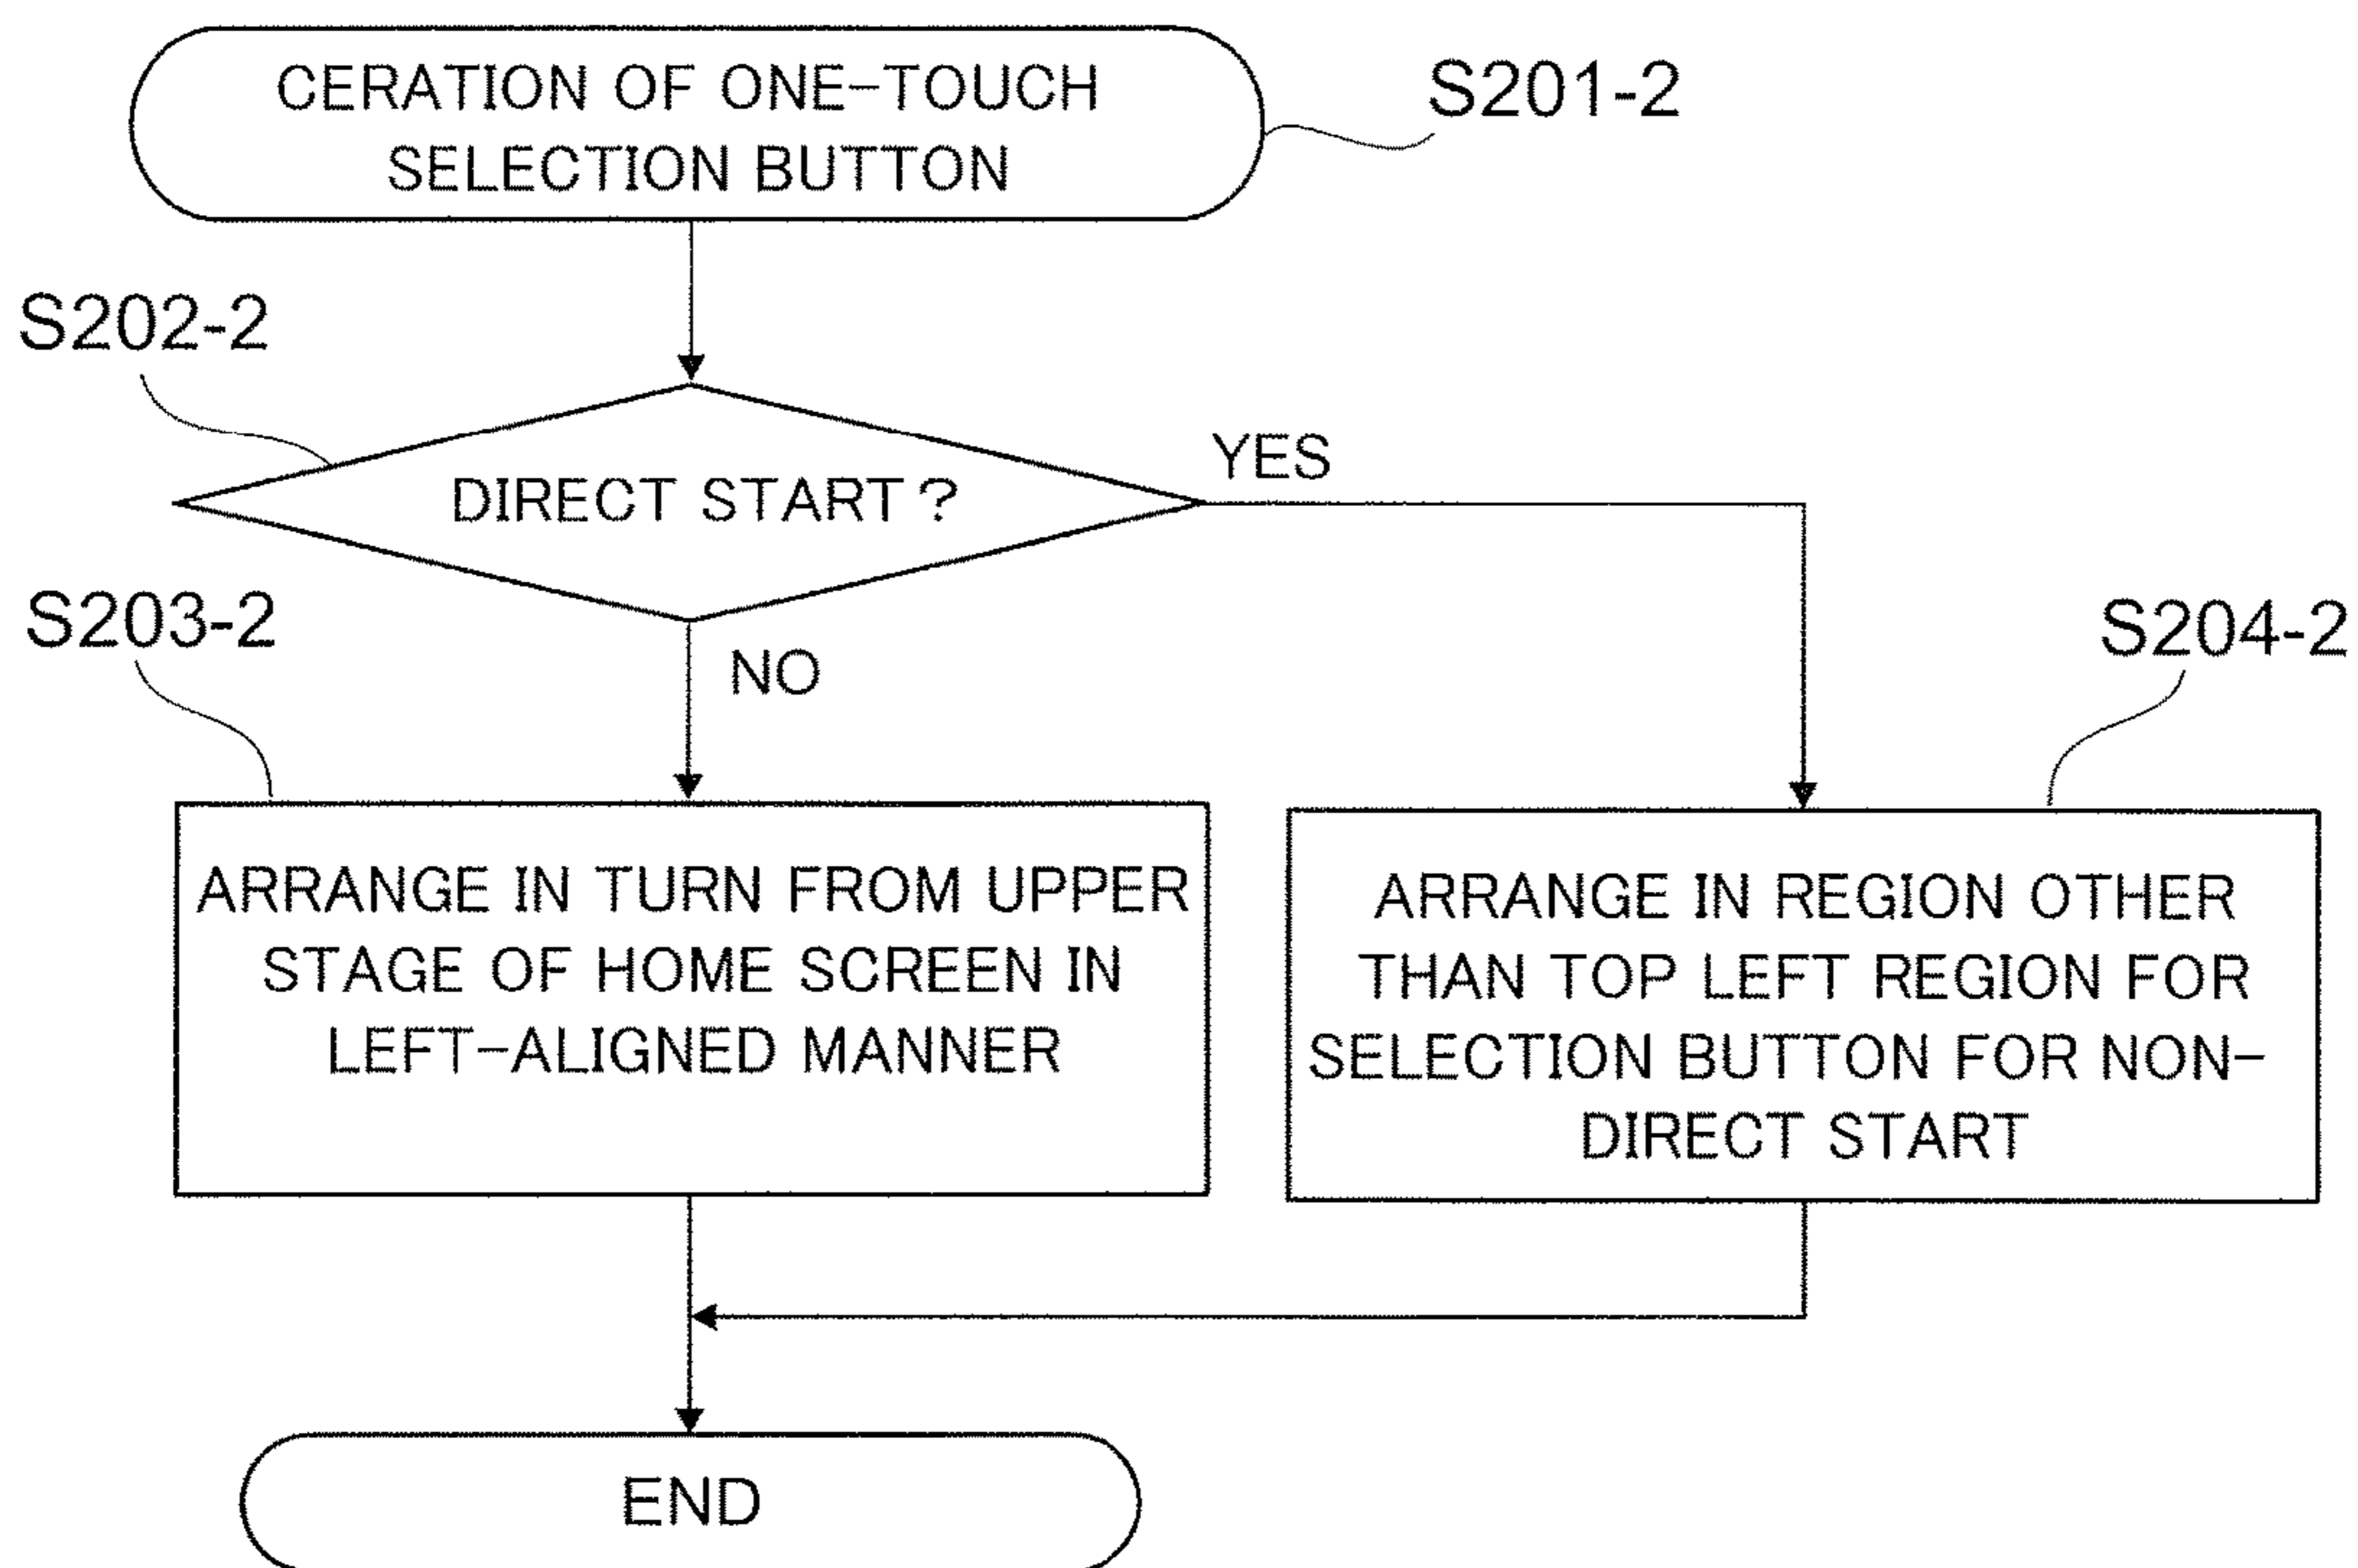 CERATION OF ONE-TOUCH
SELECTION BUTTON
S201-2
S202-2
DIRECT START?
YES
S203-2
NO
S204-2
ARRANGE IN TURN FROM UPPER
STAGE OF HOME SCREEN IN
LEFT-ALIGNED MANNER
ARRANGE IN REGION OTHER
THAN TOP LEFT REGION FOR
SELECTION BUTTON FOR NON-
DIRECT START
END